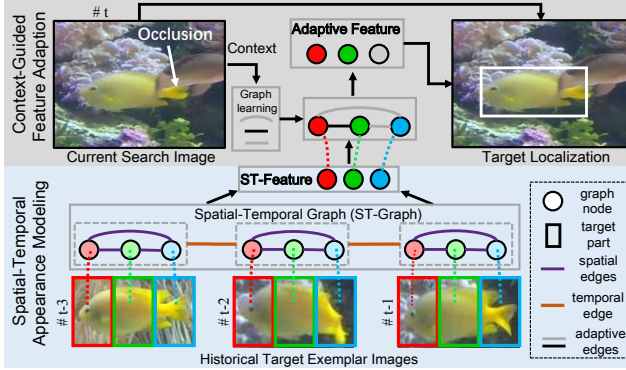 Context-Guided
Feature Adaption
# t
Occlusion
Current Search Image
Context
Graph
learning
Adaptive Feature
Target Localization
Spatial-Temporal
Appearance Modeling
ST-Feature
Spatial-Temporal Graph (ST-Graph)
# t-3
# t-2
# t-1
Historical Target Exemplar Images
graph
node
target
part
spatial
edges
temporal
edge
adaptive
edges